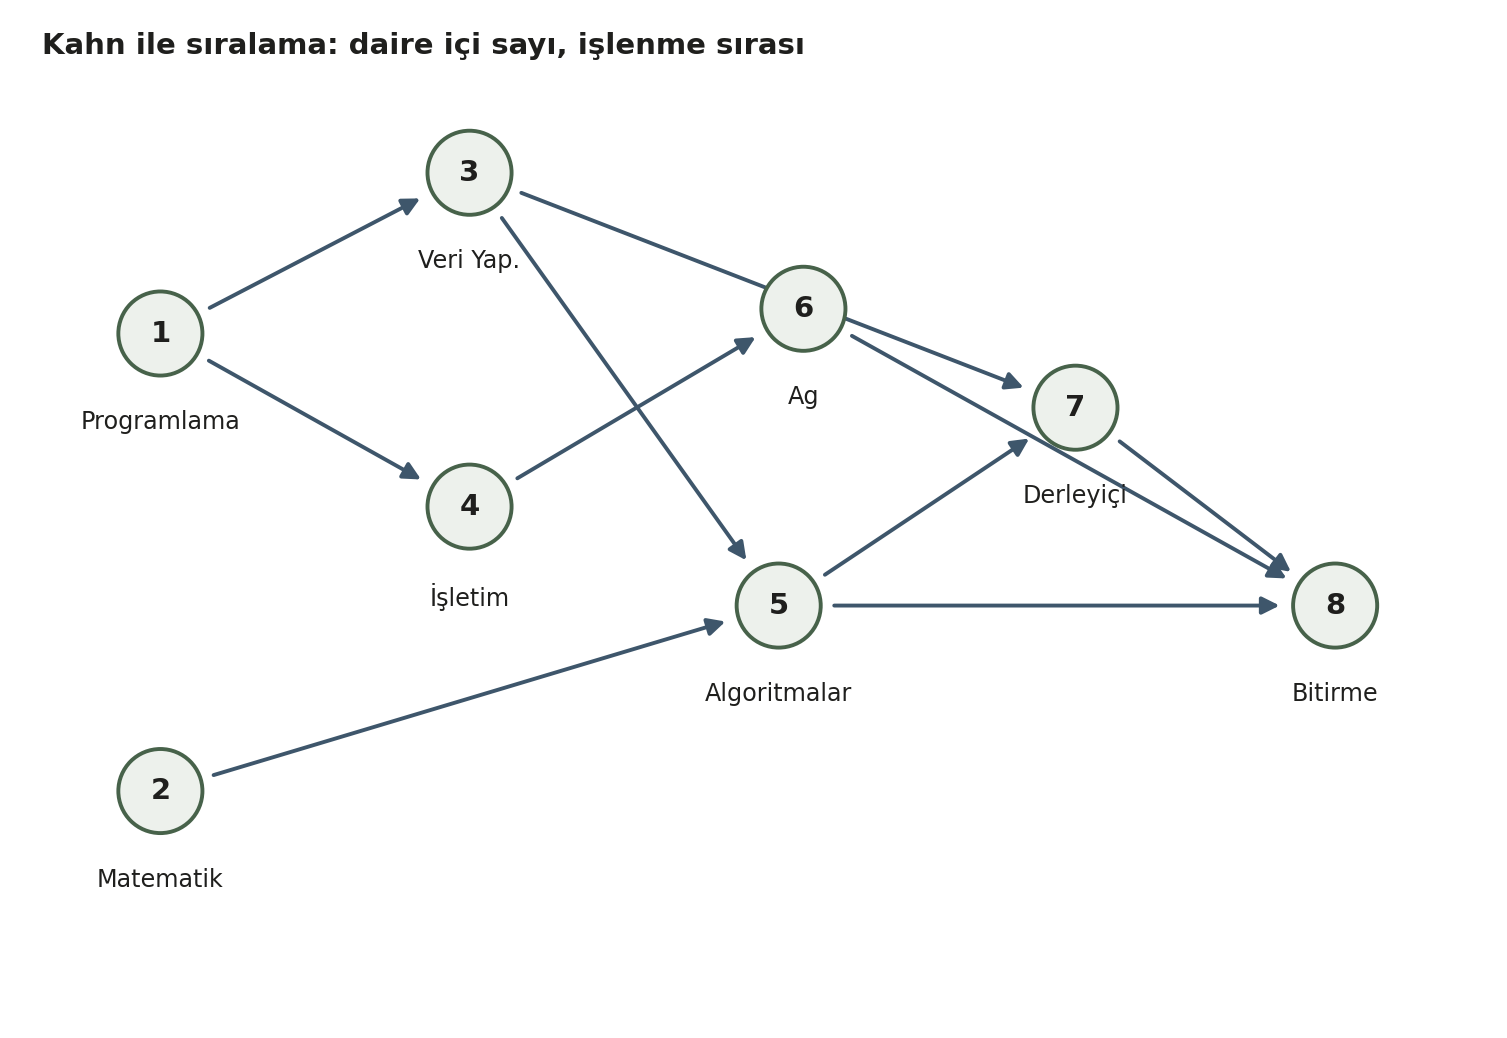 Kahn ile sıralama: daire içi sayı, işlenme sırası
3
Veri Yap.
1
Programlama
6
Ag
7
Derleyiçi
4
İşletim
5
Algoritmalar
8
Bitirme
2
Matematik